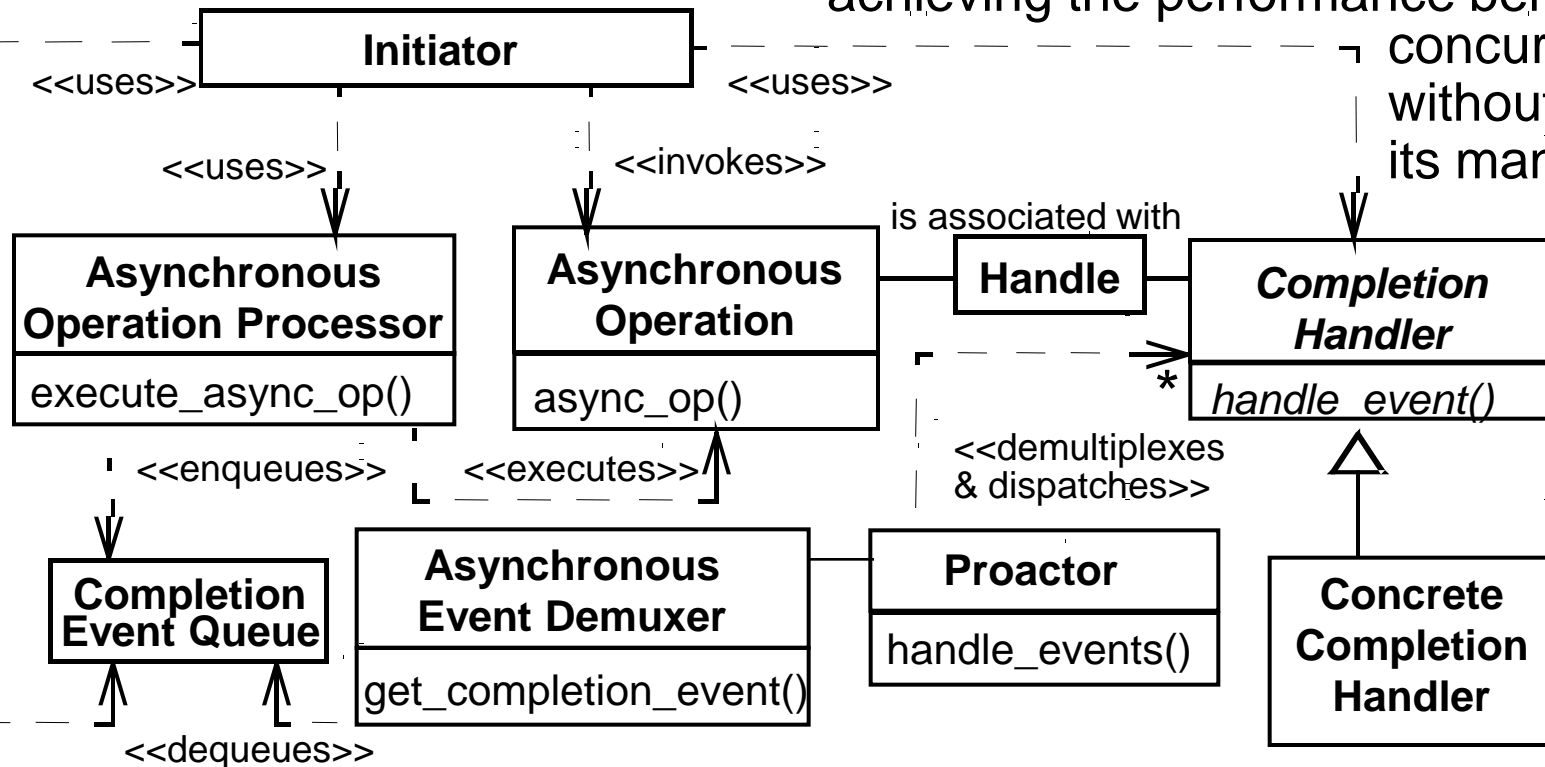 achieving the performance
concur
without
its
Initiator
<<uses>>
<<uses>>
<<uses>>
<<invokes>>
is associated with
Asynchronous
Operation Processor
execute_async_op()
Asynchronous
Operation
async_op()
Handle
Completion
Handler
handle_event()
*
<<enqueues>>
<<executes>>
<<demultiplexes
& dispatches>>
Completion
Event Queue
Asynchronous
Event Demuxer
get_completion_event()
Proactor
handle_events()
Concrete
Completion
Handler
<<dequeues>>